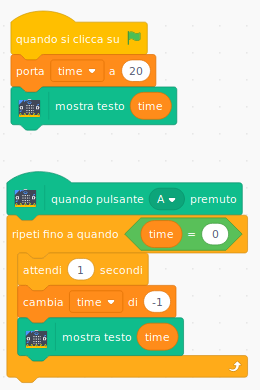 quando si clicca su
porta time a 20
mostra testo time
quando pulsante A premuto
ripeti fino a quando time = 0
attendi 1 secondi
cambia time di -1
mostra testo time